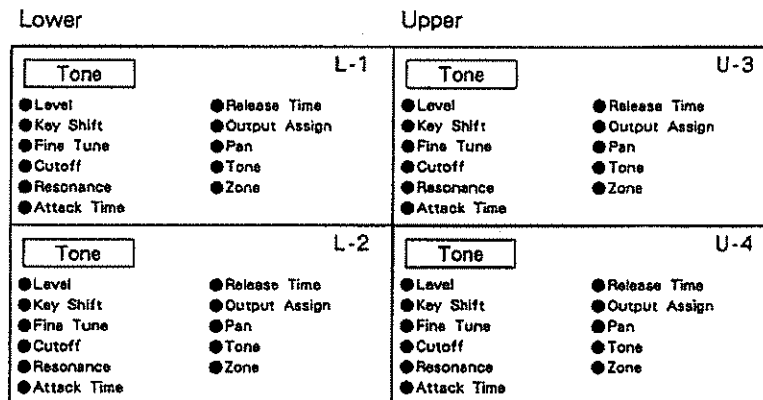 Lower Upper
Tone L-1
●Level ●Release Time
●Key Shift ●Output Assign
●Fine Tune ●Pan
●Cutoff ●Tone
●Resonance ●Zone
●Attack Time
Tone U-3
●Level ●Release Time
●Key Shift ●Output Assign
●Fine Tune ●Pan
●Cutoff ●Tone
●Resonance ●Zone
●Attack Time
Tone L-2
●Level ●Release Time
●Key Shift ●Output Assign
●Fine Tune ●Pan
●Cutoff ●Tone
●Resonance ●Zone
●Attack Time
Tone U-4
●Level ●Release Time
●Key Shift ●Output Assign
●Fine Tune ●Pan
●Cutoff ●Tone
●Resonance ●Zone
●Attack Time